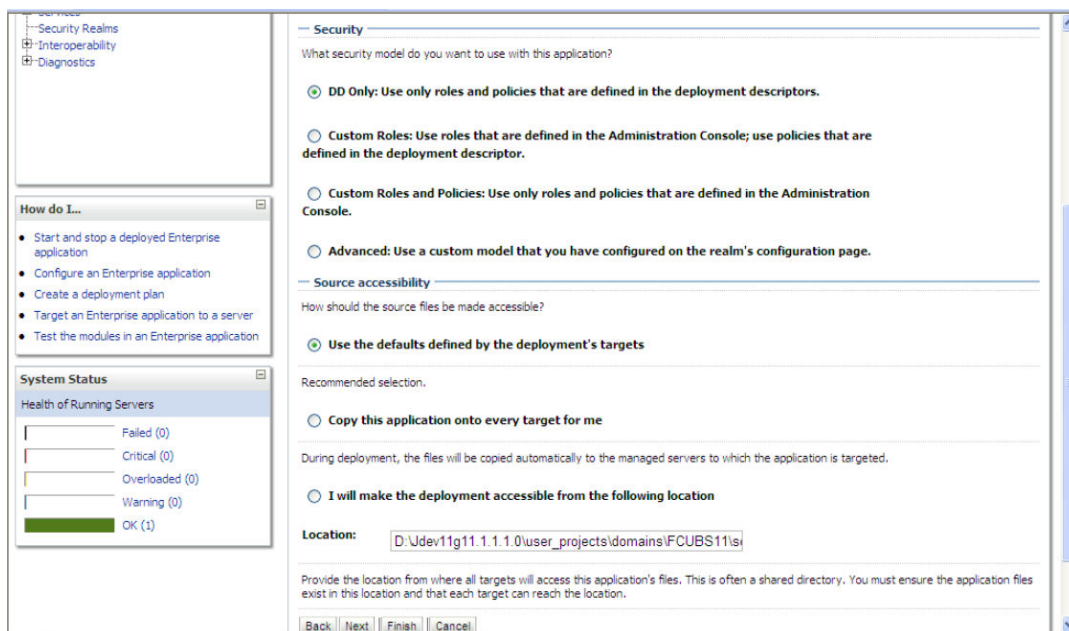 Services
Security Realms
Interoperability
Diagnostics
How do I...
Start and stop a deployed Enterprise
application
Configure an Enterprise application
Create a deployment plan
Target an Enterprise application to a server
Test the modules in an Enterprise application
System Status
Health of Running Servers
Failed (0)
Critical (0)
Overloaded (0)
Warning (0)
OK (1)
Security
What security model do you want to use with this application?
DD Only: Use only roles and policies that are defined in the deployment descriptors.
Custom Roles: Use roles that are defined in the Administration Console; use policies that are
defined in the deployment descriptor.
Custom Roles and Policies: Use only roles and policies that are defined in the Administration
Console.
Advanced: Use a custom model that you have configured on the realm's configuration page.
Source accessibility
How should the source files be made accessible?
Use the defaults defined by the deployment's targets
Recommended selection.
Copy this application onto every target for me
During deployment, the files will be copied automatically to the managed servers to which the application is targeted.
I will make the deployment accessible from the following location
Location: D:\Jdev11g11.1.1.1.0\user_projects\domains\FCUBS11\se
Provide the location from where all targets will access this application's files. This is often a shared directory. You must ensure the application files
exist in this location and that each target can reach the location.
Back Next Finish Cancel